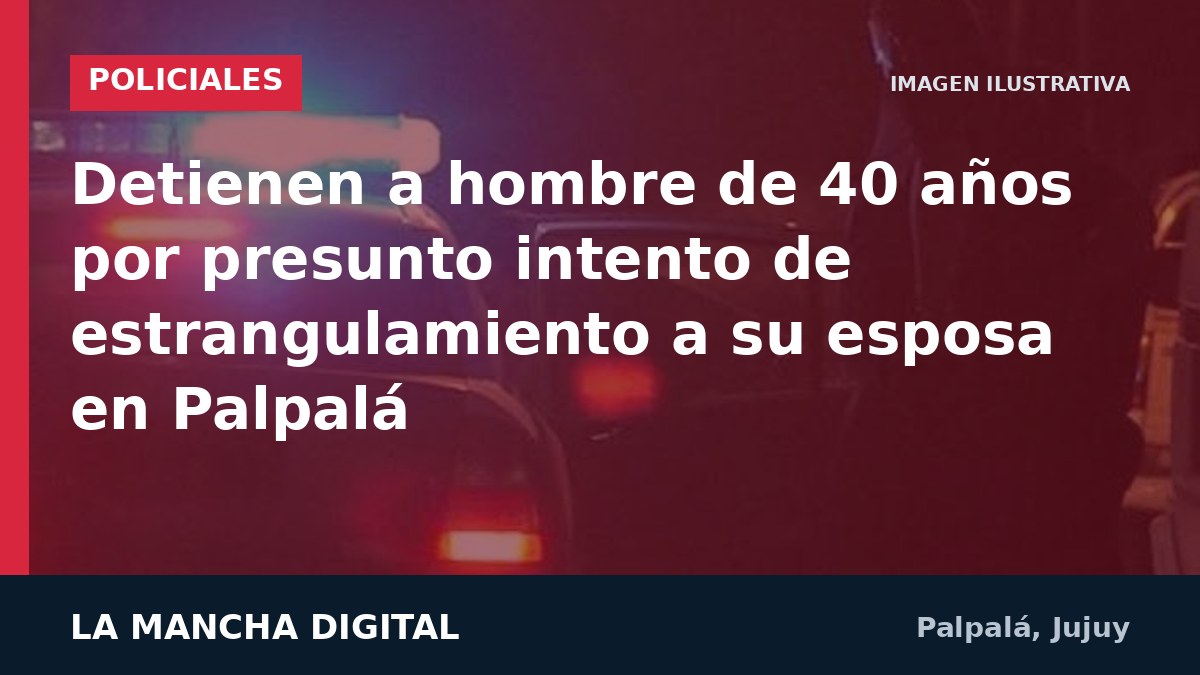 POLICIALES
IMAGEN ILUSTRATIVA
Detienen a hombre de 40 años
por presunto intento de
estrangulamiento a su esposa
en Palpalá
LA MANCHA DIGITAL
Palpalá, Jujuy